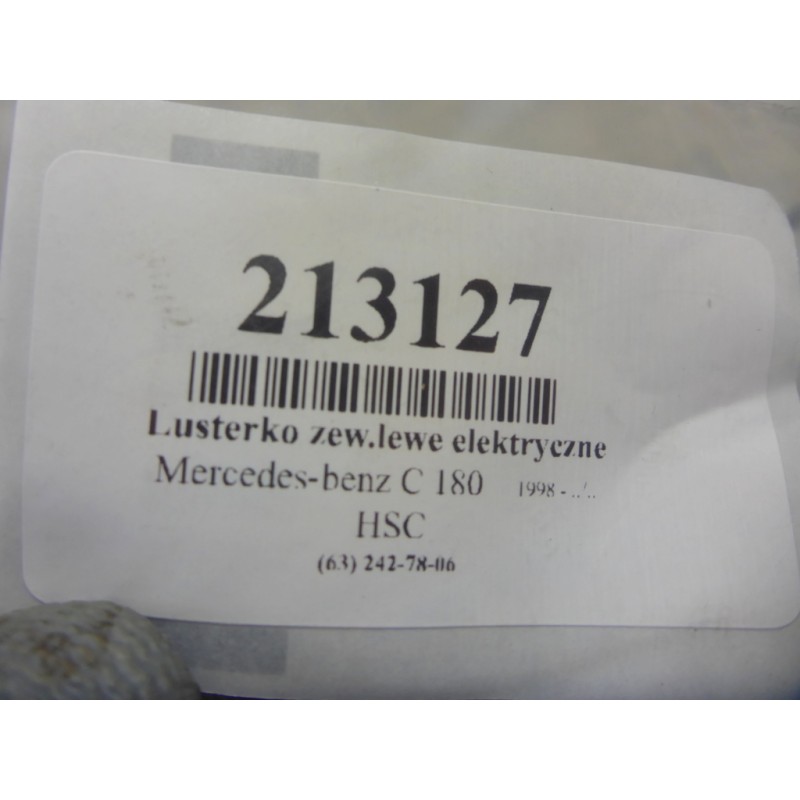 213127
Lusterko zew.lewe elektryczne
Mercedes-benz C 180 1998 - ../..
HSC
(63) 242-78-06